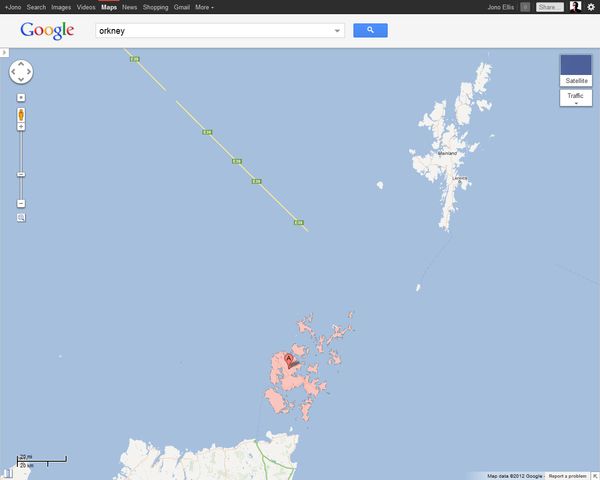 +Jono Search Images Videos Maps News Shopping Gmail More Jono Ellis 0 Share...
Google orkney
Satellite
Traffic
E39
E39
E39
E39
E39
Mainland
Lerwick
20 mi
20 km
Map data ©2012 Google - Report a problem